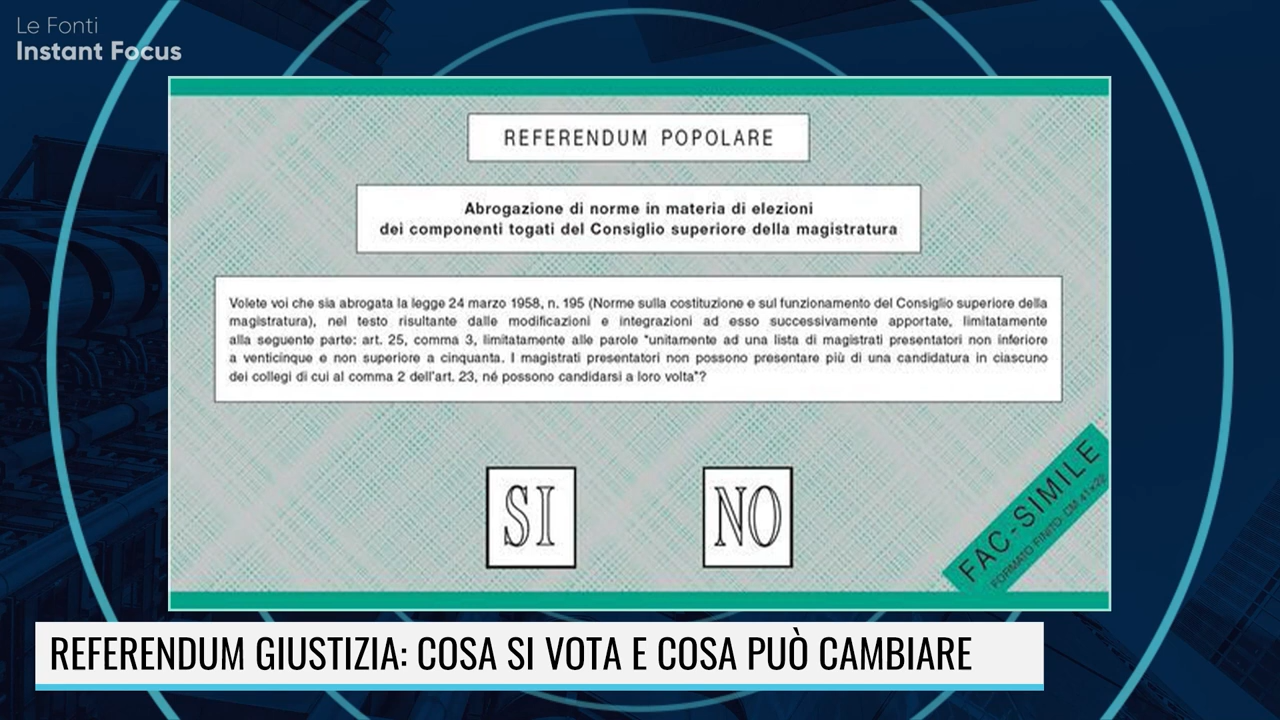 Le Fonti
Instant Focus
REFERENDUM POPOLARE
Abrogazione di norme in materia di elezioni
dei componenti togati del Consiglio superiore della magistratura
Volete voi che sia abrogata la legge 24 marzo 1958, n. 195 (Norme sulla costituzione e sul funzionamento del Consiglio superiore della
magistratura), nel testo risultante dalle modificazioni e integrazioni ad esso successivamente apportate, limitatamente
alla seguente parte: art. 25, comma 3, limitatamente alle parole "unitamente ad una lista di magistrati presentatori non inferiore
a venticinque e non superiore a cinquanta. I magistrati presentatori non possono presentare più di una candidatura in ciascuno
dei collegi di cui al comma 2 dell'art. 23, né possono candidarsi a loro volta"?
SI
NO
FAC-SIMILE
FORMATO FINITO: CM 41x22
REFERENDUM GIUSTIZIA: COSA SI VOTA E COSA PUÒ CAMBIARE